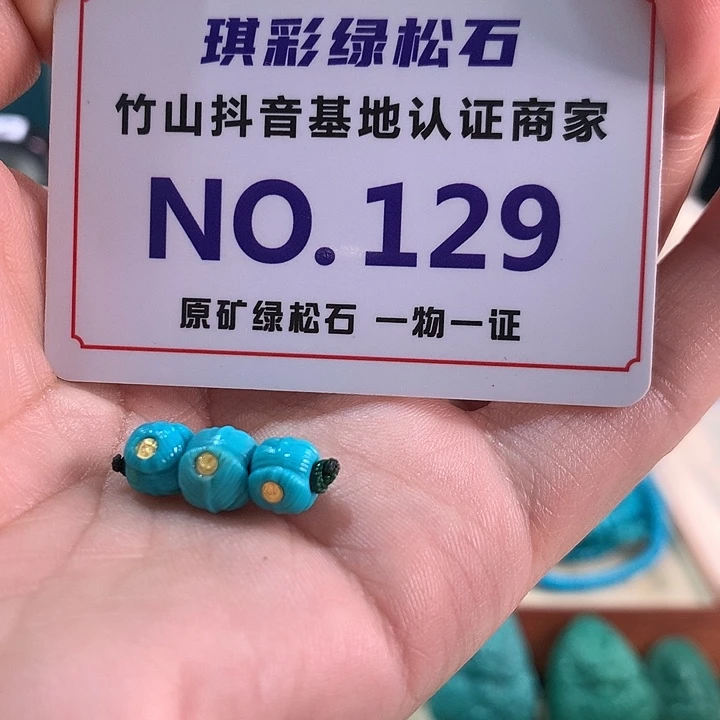 琪彩绿松石
竹山抖音基地认证商家
NO.129
原矿绿松石 一物一证